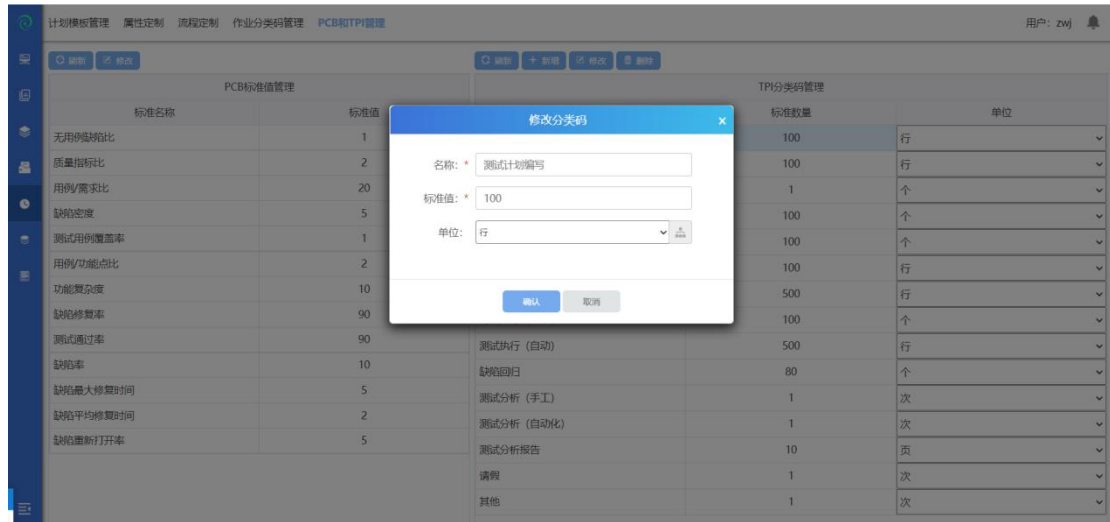 计划模板管理 属性定制 流程定制 作业分类码管理 PCB和TPI管理 用户：zwj
刷新 修改 刷新 新增 修改 删除
PCB标准值管理 TPI分类码管理
标准名称 标准值 标准数量 单位
修改分类码 x
无用例缺陷比 1 100 行
质量指标比 2 100 行
名称： * 测试计划编写
用例/需求比 20 1 个
标准值： * 100
缺陷密度 5 100 个
单位： 行
测试用例覆盖率 1 100 个
用例/功能点比 2 100 行
功能复杂度 10 500 行
确认 取消
缺陷修复率 90 100 个
测试通过率 90 测试执行（自动） 500 行
缺陷率 10 缺陷回归 80 个
缺陷最大修复时间 5 测试分析（手工） 1 次
缺陷平均修复时间 2 测试分析（自动化） 1 次
缺陷重新打开率 5 测试分析报告 10 页
请假 1 次
其他 1 次